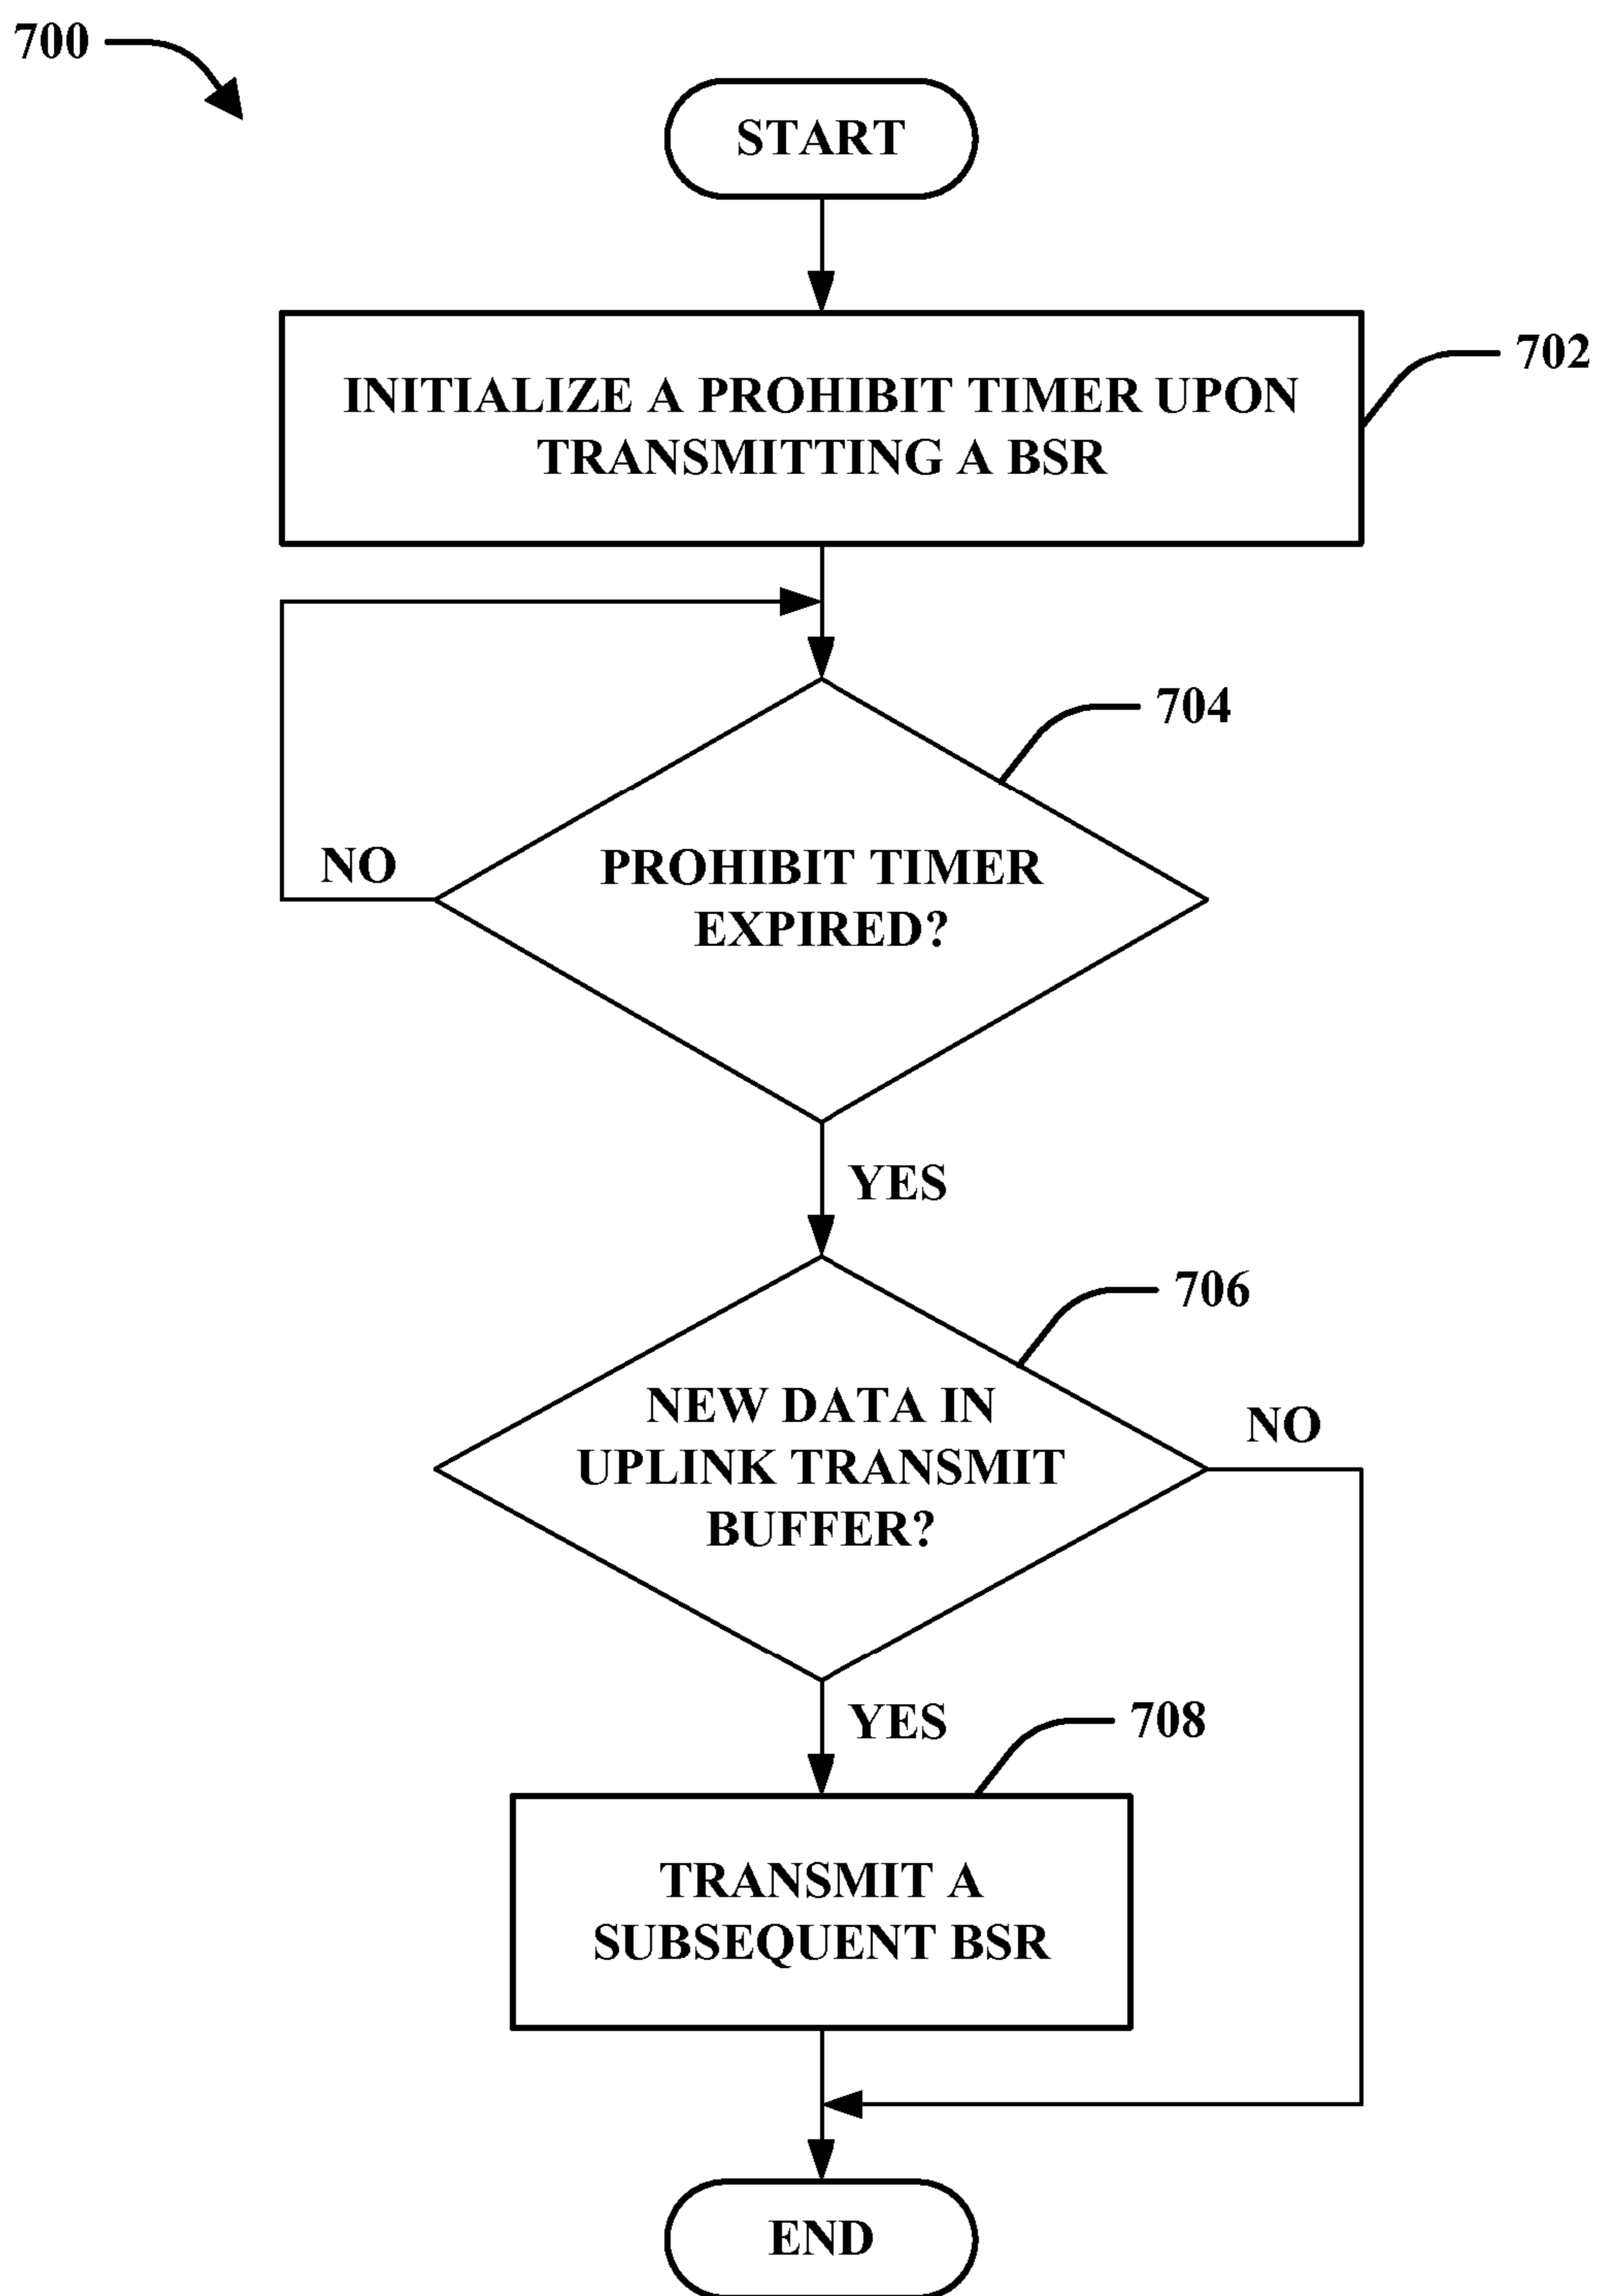 700
START
INITIALIZE A PROHIBIT TIMER UPON
TRANSMITTING A BSR
702
704
PROHIBIT TIMER
EXPIRED?
NO
YES
706
NEW DATA IN
UPLINK TRANSMIT
BUFFER?
NO
YES
708
TRANSMIT A
SUBSEQUENT BSR
END